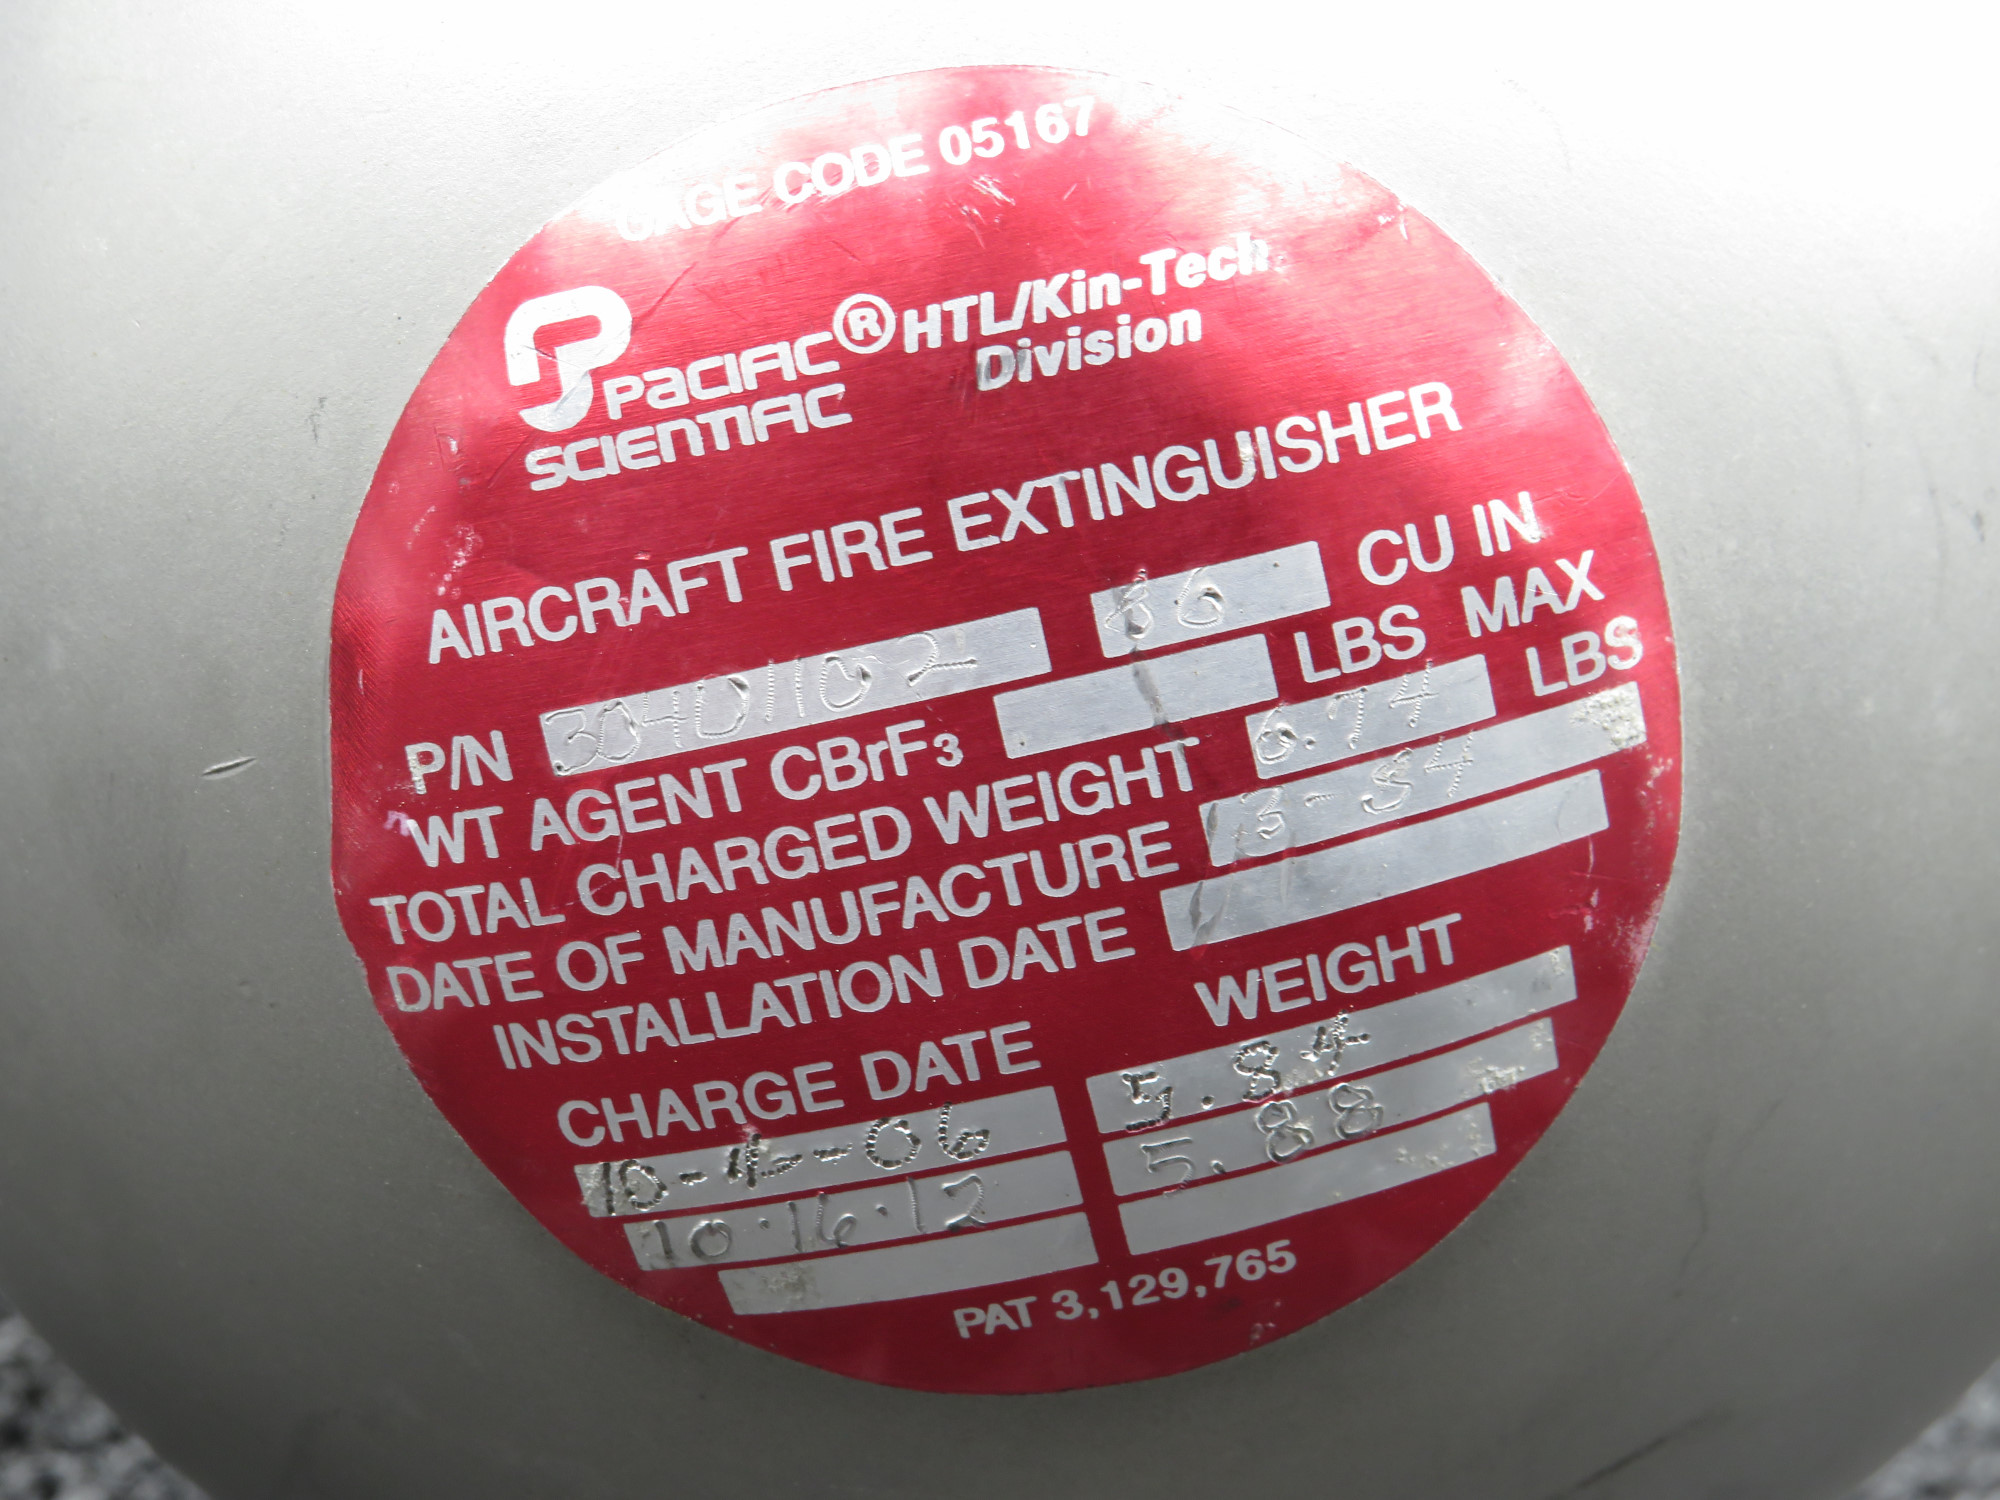 CAGE CODE 05167
PACIFIC ® HTL/Kin-Tech
SCIENTIFIC Division
AIRCRAFT FIRE EXTINGUISHER
P/N 30401102 86 CU IN
WT AGENT CBrF3 LBS MAX
TOTAL CHARGED WEIGHT 6.74 LBS
DATE OF MANUFACTURE
INSTALLATION DATE
CHARGE DATE WEIGHT
10-4-06 5.84
10.16.12 5.88
PAT 3,129,765